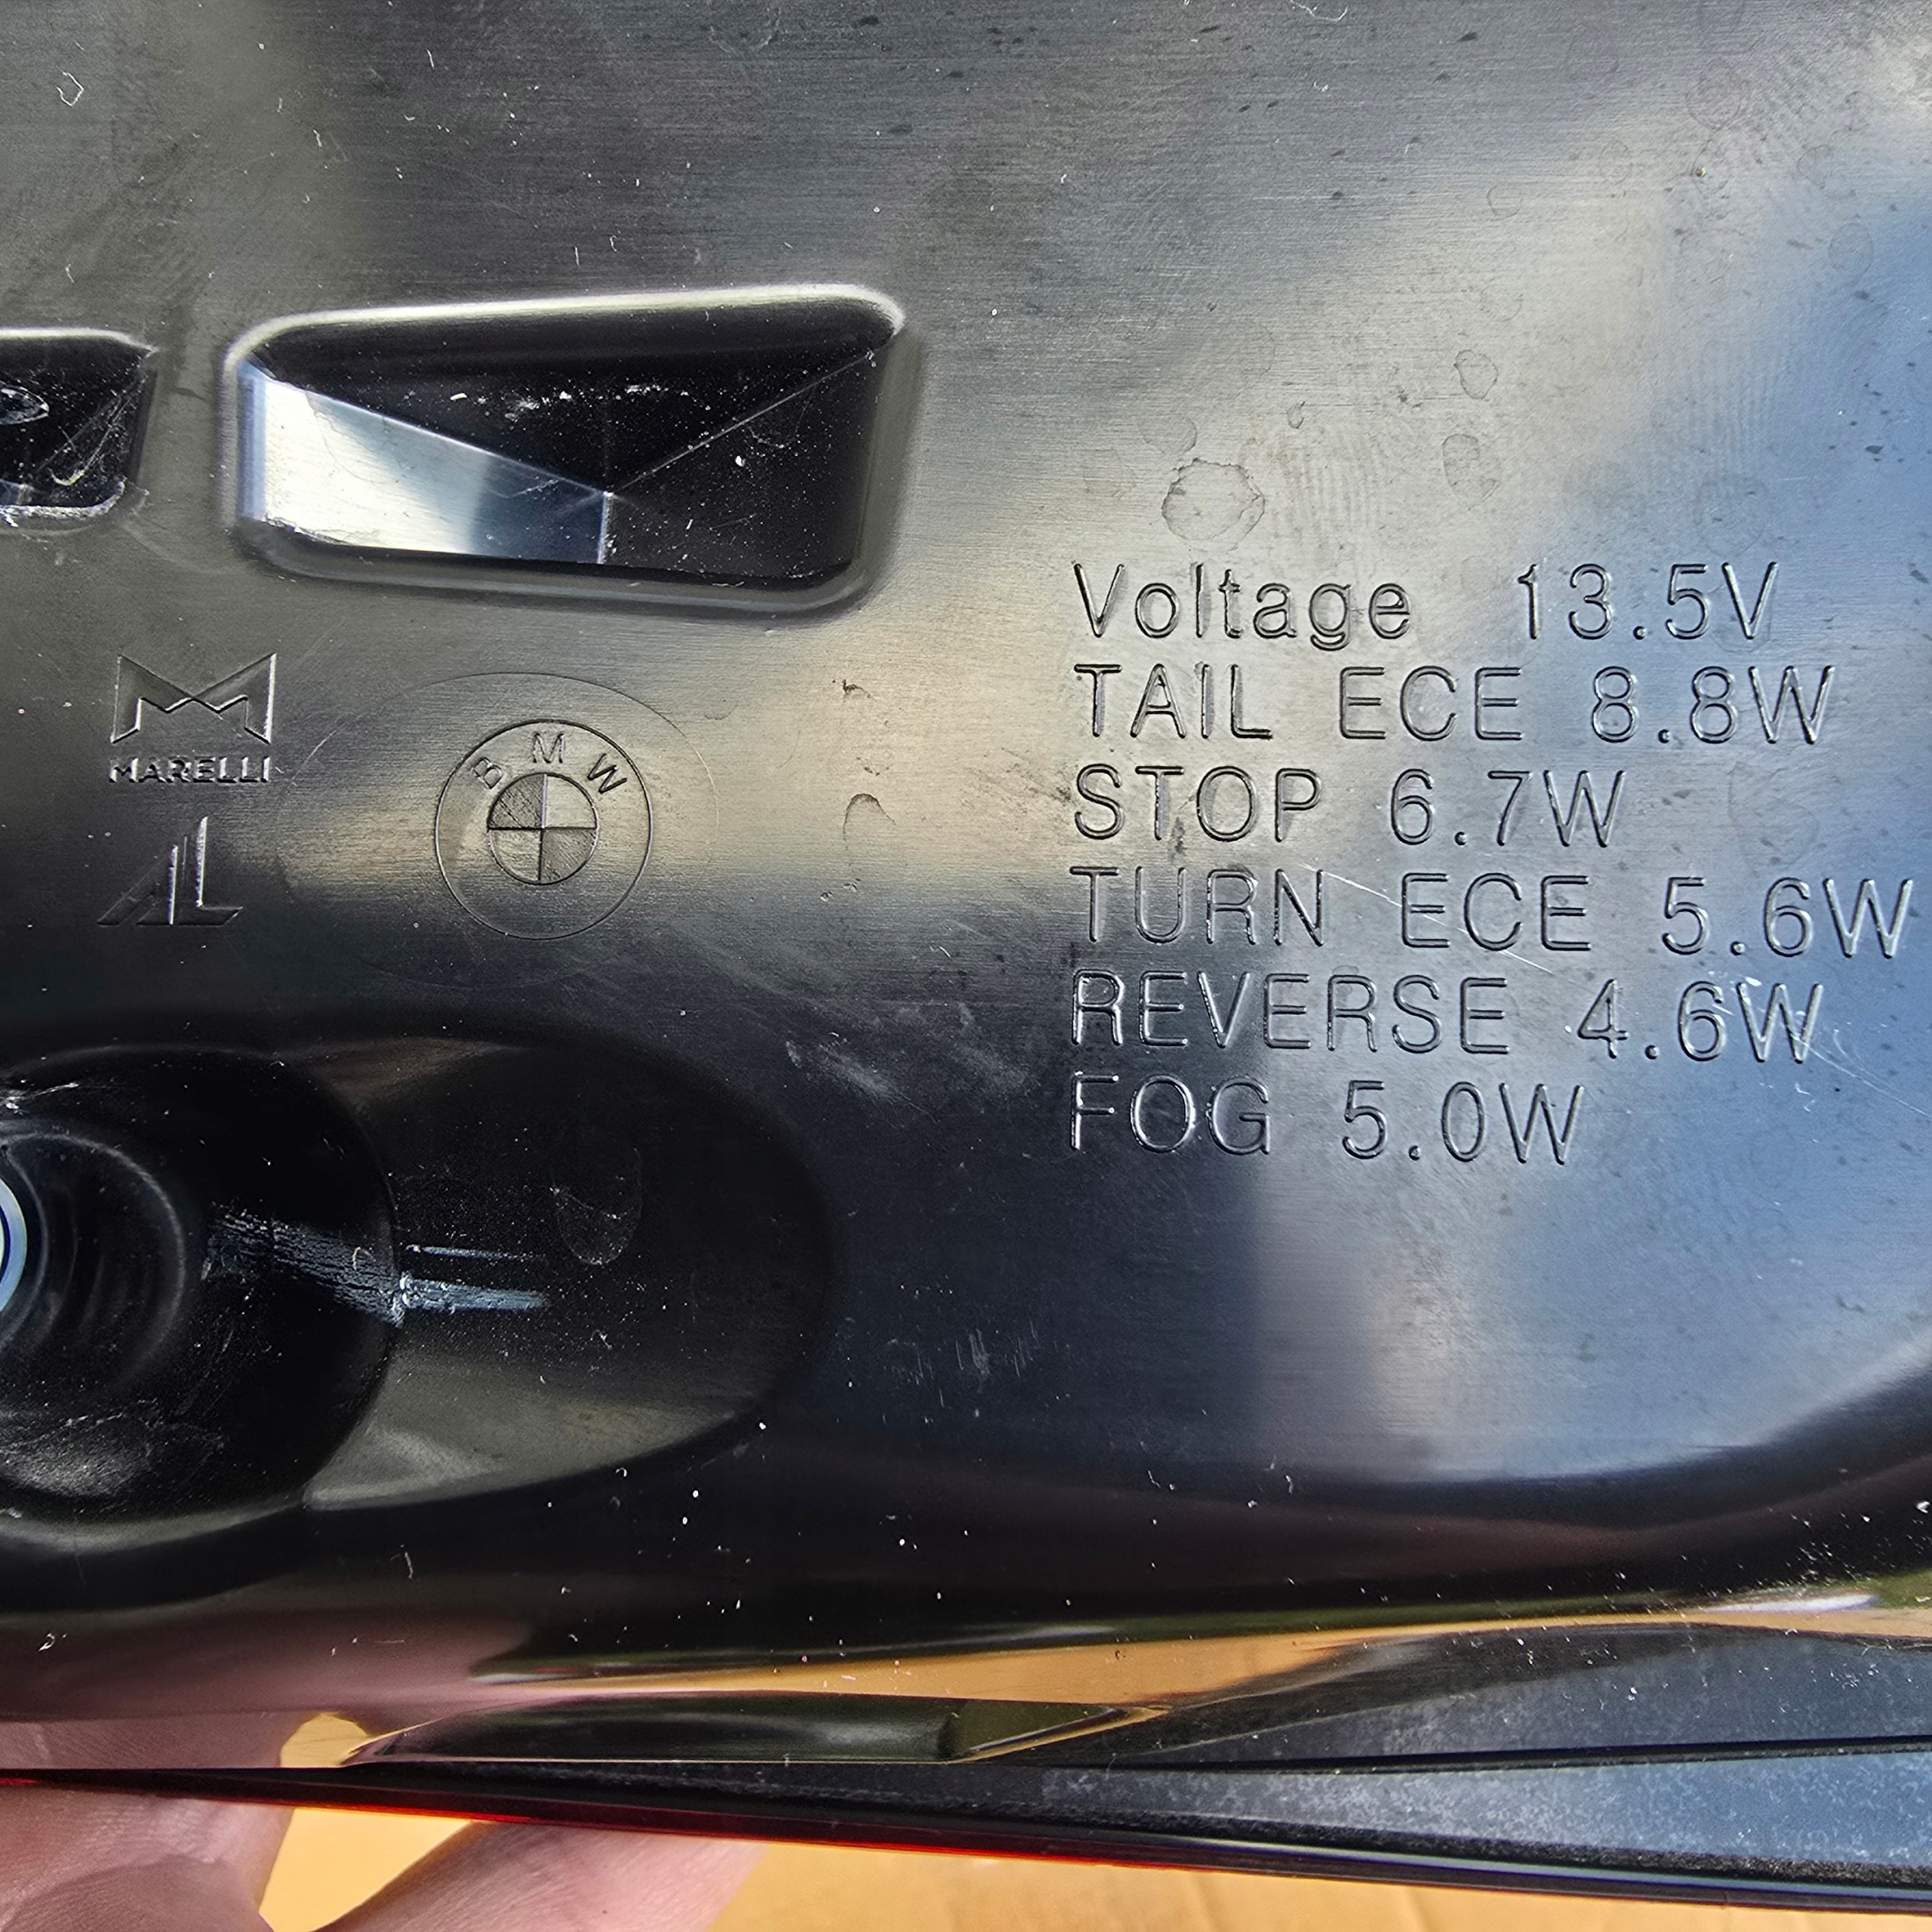 MARELLI
AL
BMW
Voltage 13.5V
TAIL ECE 8.8W
STOP 6.7W
TURN ECE 5.6W
REVERSE 4.6W
FOG 5.0W